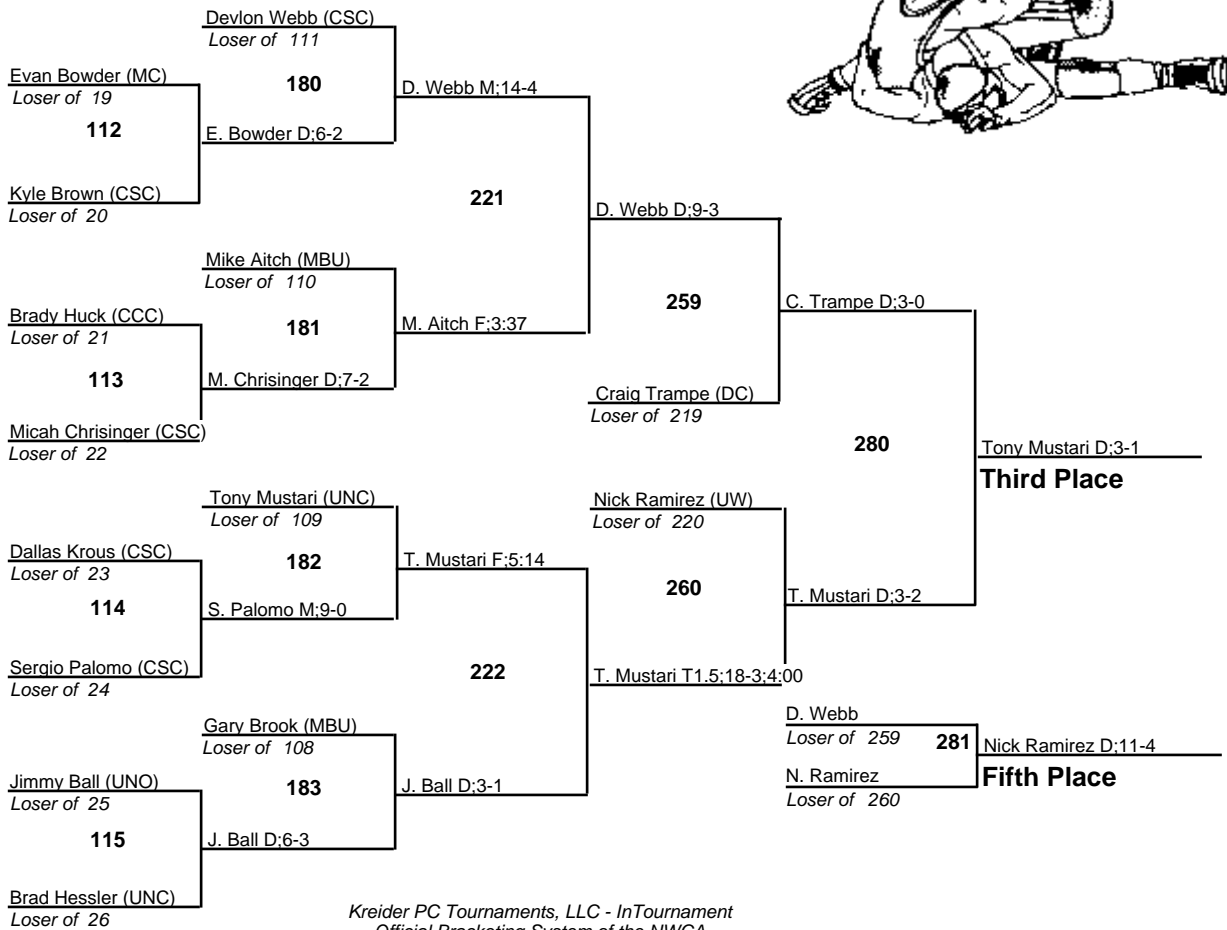 Devlon Webb (CSC)
Loser of 111
Evan Bowder (MC)
Loser of 19
180
D. Webb M;14-4
112
E. Bowder D;6-2
Kyle Brown (CSC)
Loser of 20
221
D. Webb D;9-3
Mike Aitch (MBU)
Loser of 110
Brady Huck (CCC)
Loser of 21
181
M. Aitch F;3:37
259
C. Trampe D;3-0
113
M. Chrisinger D;7-2
Craig Trampe (DC)
Loser of 219
Micah Chrisinger (CSC)
Loser of 22
280
Tony Mustari D;3-1
Third Place
Tony Mustari (UNC)
Loser of 109
Nick Ramirez (UW)
Loser of 220
Dallas Krous (CSC)
Loser of 23
182
T. Mustari F;5:14
260
114
S. Palomo M;9-0
T. Mustari D;3-2
Sergio Palomo (CSC)
Loser of 24
222
T. Mustari T1.5;18-3;4:00
Gary Brook (MBU)
Loser of 108
D. Webb
Loser of 259
281
Nick Ramirez D;11-4
Fifth Place
N. Ramirez
Loser of 260
Jimmy Ball (UNO)
Loser of 25
183
J. Ball D;3-1
115
J. Ball D;6-3
Brad Hessler (UNC)
Loser of 26
Kreider PC Tournaments, LLC - InTournament
Official Bracketing System of the NWCA